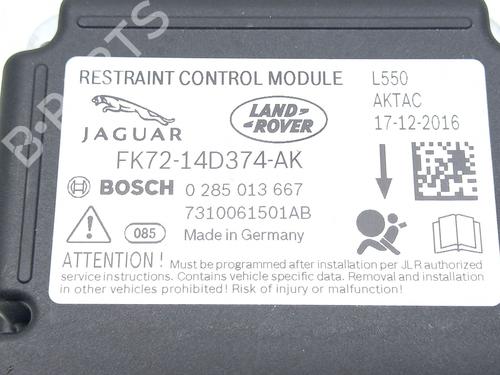 RESTRAINT CONTROL MODULE
L550
AKTAC
17-12-2016
JAGUAR
LAND-
ROVER
FK72-14D374-AK
BOSCH 0 285 013 667
7310061501AB
085
Made in Germany
ATTENTION ! Must be programmed after installation per JLR authorized
service instructions. Contains vehicle specific data. Removal and installation
in other vehicles prohibited! Risk of injury or malfunction!
B-PARTS